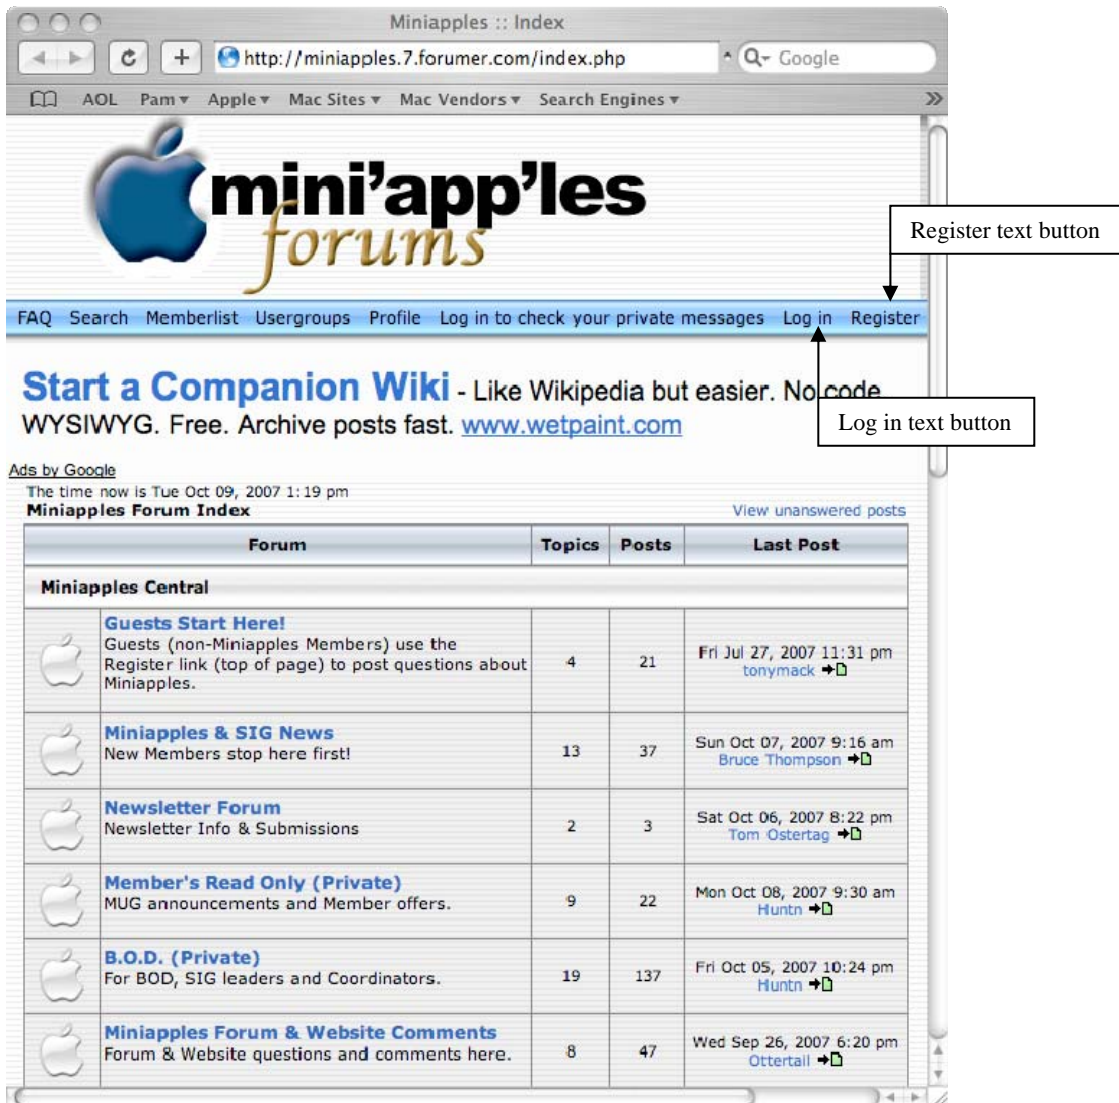 Miniapples :: Index
http://miniapples.7.forumer.com/index.php
Google
AOL Pam Apple Mac Sites Mac Vendors Search Engines
mini'app'les
forums
Register text button
FAQ Search Memberlist Usergroups Profile Log in to check your private messages Log in Register
Start a Companion Wiki - Like Wikipedia but easier. No code
WYSIWYG. Free. Archive posts fast. www.wetpaint.com
Log in text button
Ads by Google
The time now is Tue Oct 09, 2007 1:19 pm
Miniapples Forum Index View unanswered posts
Forum Topics Posts Last Post
Miniapples Central
Guests Start Here!
Guests (non-Miniapples Members) use the
Register link (top of page) to post questions about
Miniapples.
4 21 Fri Jul 27, 2007 11:31 pm
tonymack
Miniapples & SIG News
New Members stop here first!
13 37 Sun Oct 07, 2007 9:16 am
Bruce Thompson
Newsletter Forum
Newsletter Info & Submissions
2 3 Sat Oct 06, 2007 8:22 pm
Tom Ostertag
Member's Read Only (Private)
MUG announcements and Member offers.
9 22 Mon Oct 08, 2007 9:30 am
Huntn
B.O.D. (Private)
For BOD, SIG leaders and Coordinators.
19 137 Fri Oct 05, 2007 10:24 pm
Huntn
Miniapples Forum & Website Comments
Forum & Website questions and comments here.
8 47 Wed Sep 26, 2007 6:20 pm
Ottertail